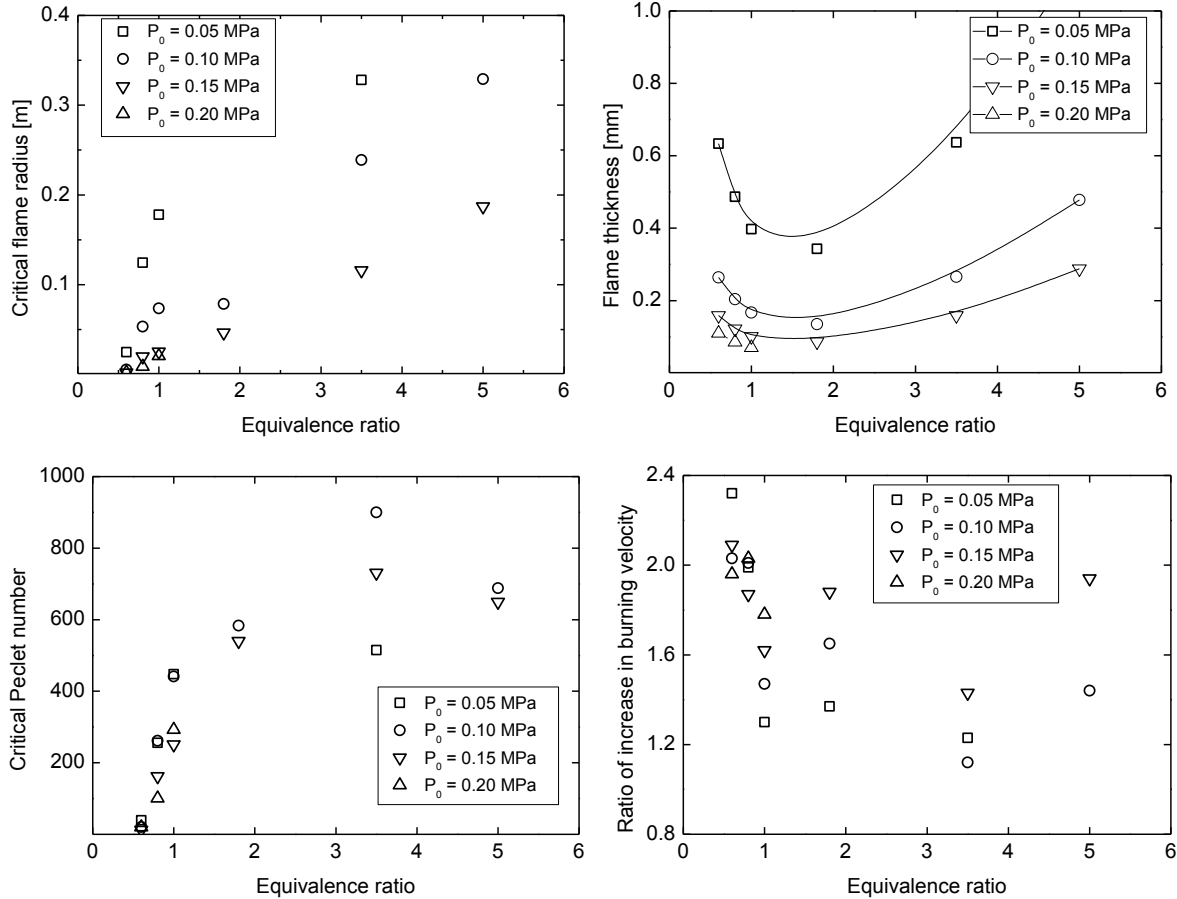 0.4
0.3
0.2
0.1
0 1 2 3 4 5 6
Critical flame radius [m]
Equivalence ratio
P0 = 0.05 MPa
P0 = 0.10 MPa
P0 = 0.15 MPa
P0 = 0.20 MPa
1.0
0.8
0.6
0.4
0.2
0 1 2 3 4 5 6
Flame thickness [mm]
Equivalence ratio
P0 = 0.05 MPa
P0 = 0.10 MPa
P0 = 0.15 MPa
P0 = 0.20 MPa
1000
800
600
400
200
0 1 2 3 4 5 6
Critical Peclet number
Equivalence ratio
P0 = 0.05 MPa
P0 = 0.10 MPa
P0 = 0.15 MPa
P0 = 0.20 MPa
2.4
2.0
1.6
1.2
0.8
0 1 2 3 4 5 6
Ratio of increase in burning velocity
Equivalence ratio
P0 = 0.05 MPa
P0 = 0.10 MPa
P0 = 0.15 MPa
P0 = 0.20 MPa